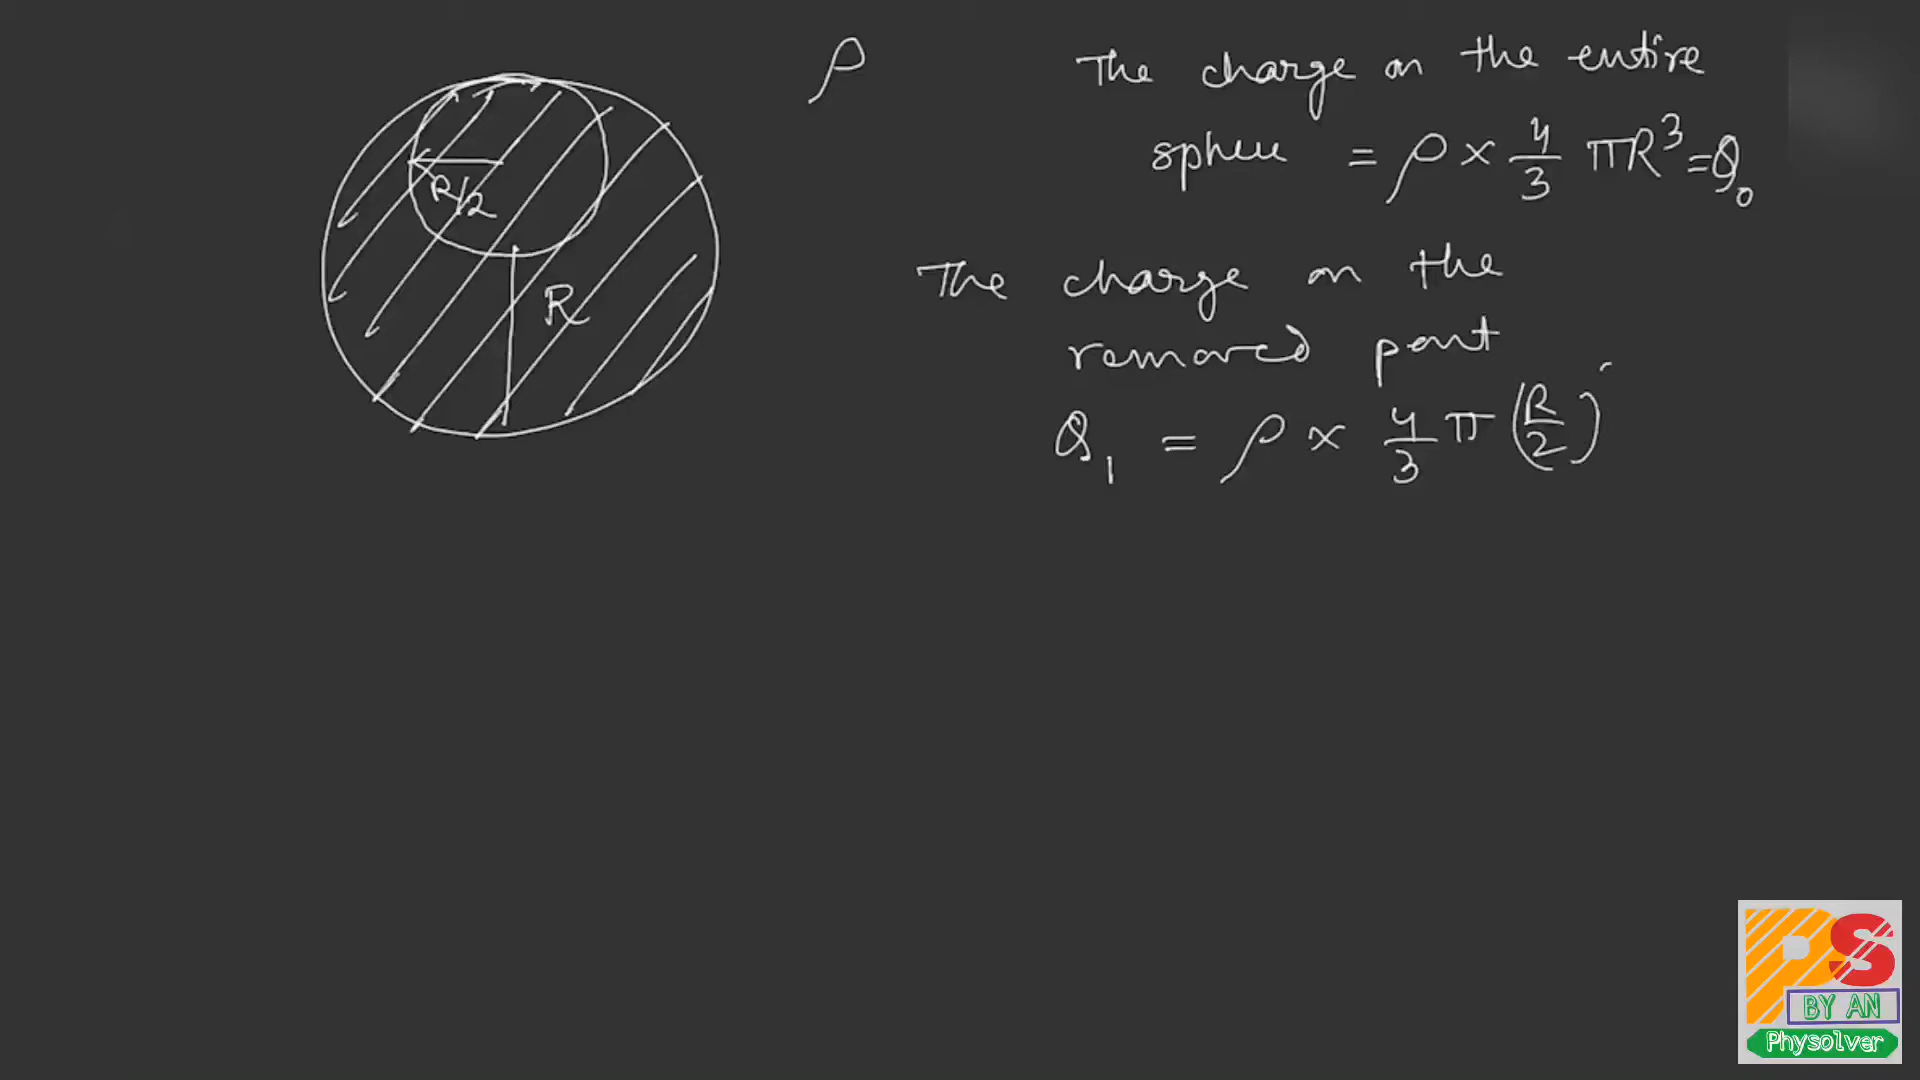 ρ
The charge on the entire
sphere = ρ × 4/3 πR³ = Q₀
R/2
R
The charge on the
removed part
Q₁ = ρ × 4/3 π (R/2)
PS
BY AN
Physolver